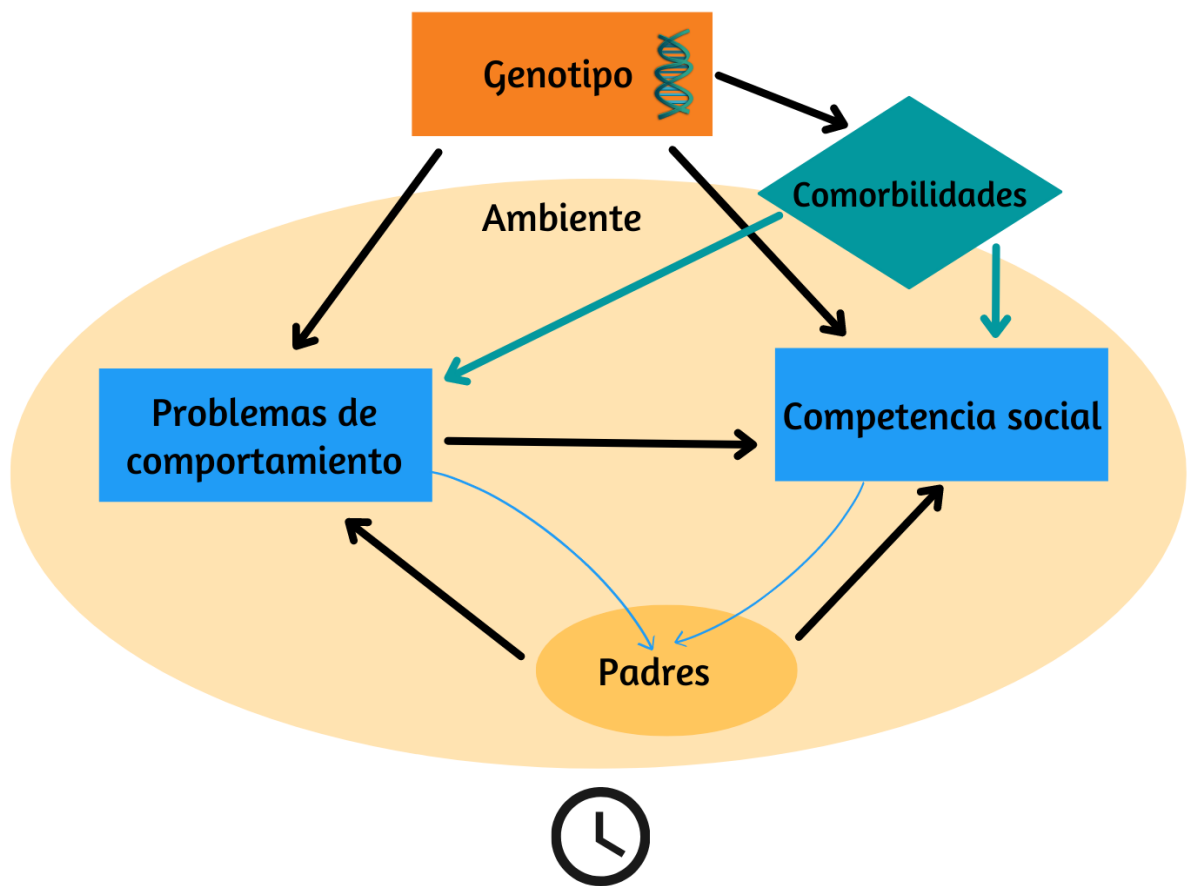 Genotipo
Comorbilidades
Ambiente
Problemas de
comportamiento
Competencia social
Padres